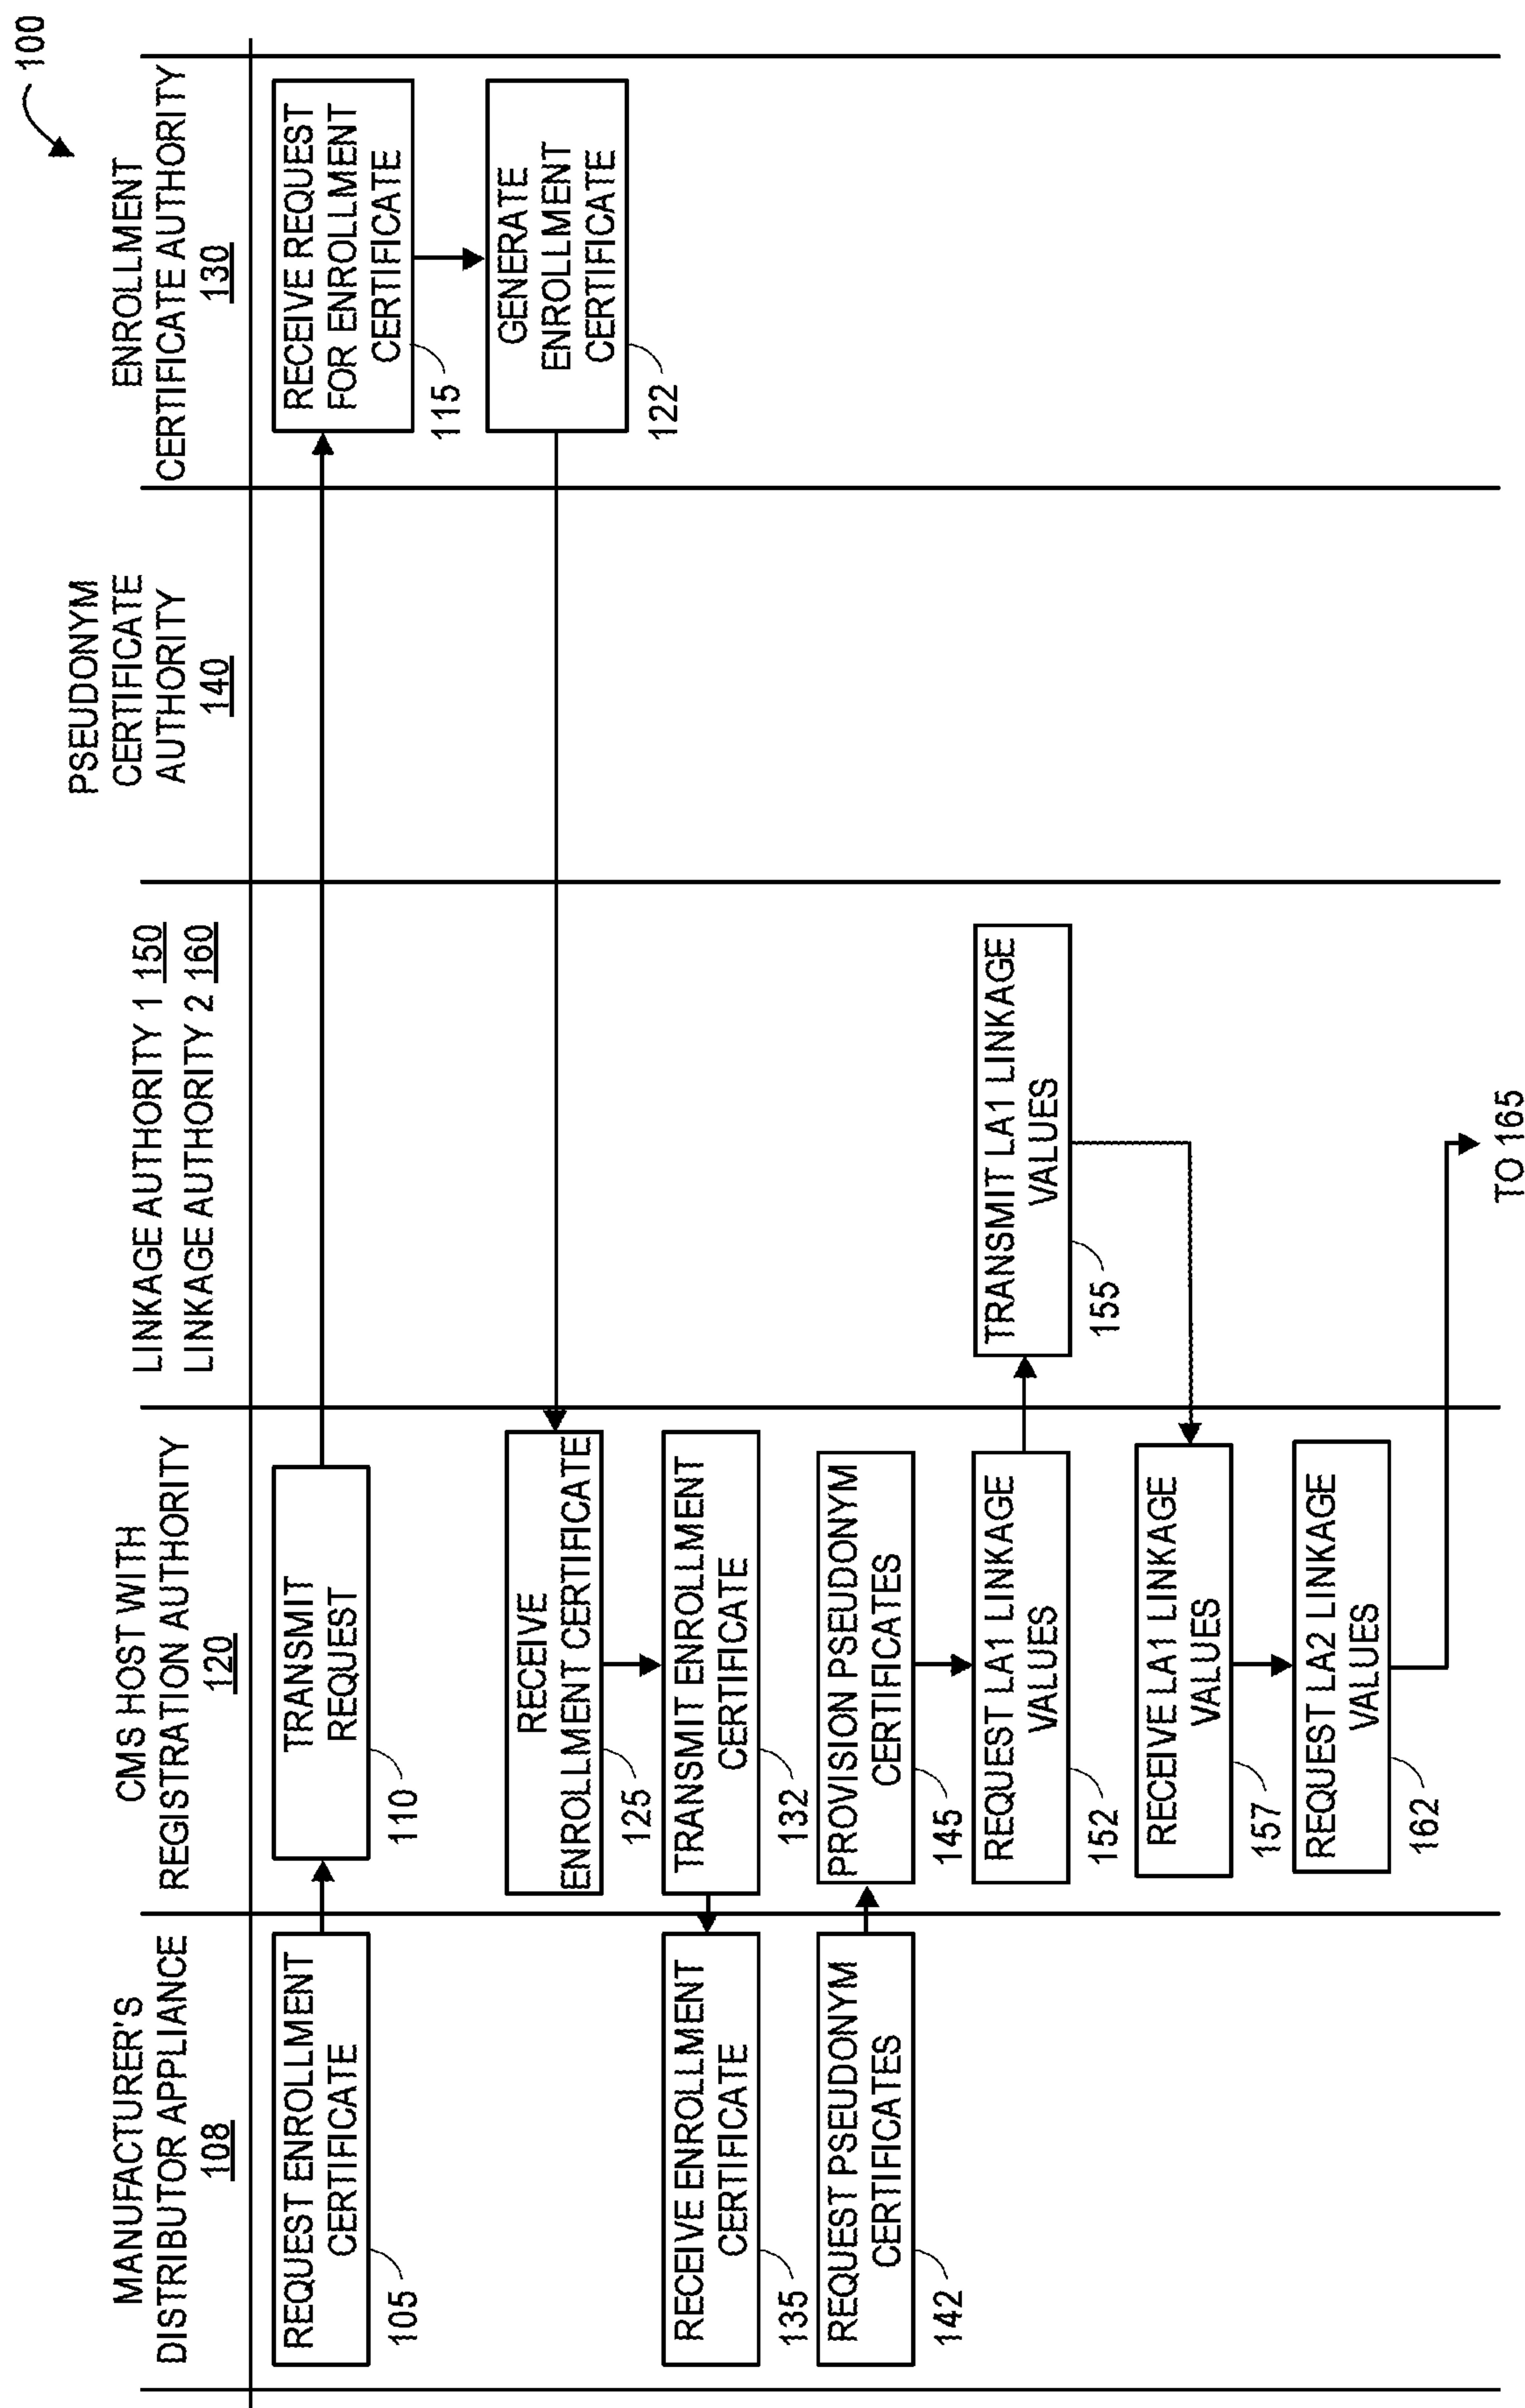 100
MANUFACTURER'S
DISTRIBUTOR APPLIANCE
108
CMS HOST WITH
REGISTRATION AUTHORITY
120
LINKAGE AUTHORITY 1 150
LINKAGE AUTHORITY 2 160
PSEUDONYM
CERTIFICATE
AUTHORITY
140
ENROLLMENT
CERTIFICATE AUTHORITY
130
REQUEST ENROLLMENT
CERTIFICATE
105
TRANSMIT
REQUEST
110
RECEIVE REQUEST
FOR ENROLLMENT
CERTIFICATE
115
GENERATE
ENROLLMENT
CERTIFICATE
122
RECEIVE
ENROLLMENT CERTIFICATE
125
TRANSMIT ENROLLMENT
CERTIFICATE
132
RECEIVE ENROLLMENT
CERTIFICATE
135
REQUEST PSEUDONYM
CERTIFICATES
142
PROVISION PSEUDONYM
CERTIFICATES
145
REQUEST LA1 LINKAGE
VALUES
152
TRANSMIT LA1 LINKAGE
VALUES
155
RECEIVE LA1 LINKAGE
VALUES
157
REQUEST LA2 LINKAGE
VALUES
162
TO 165